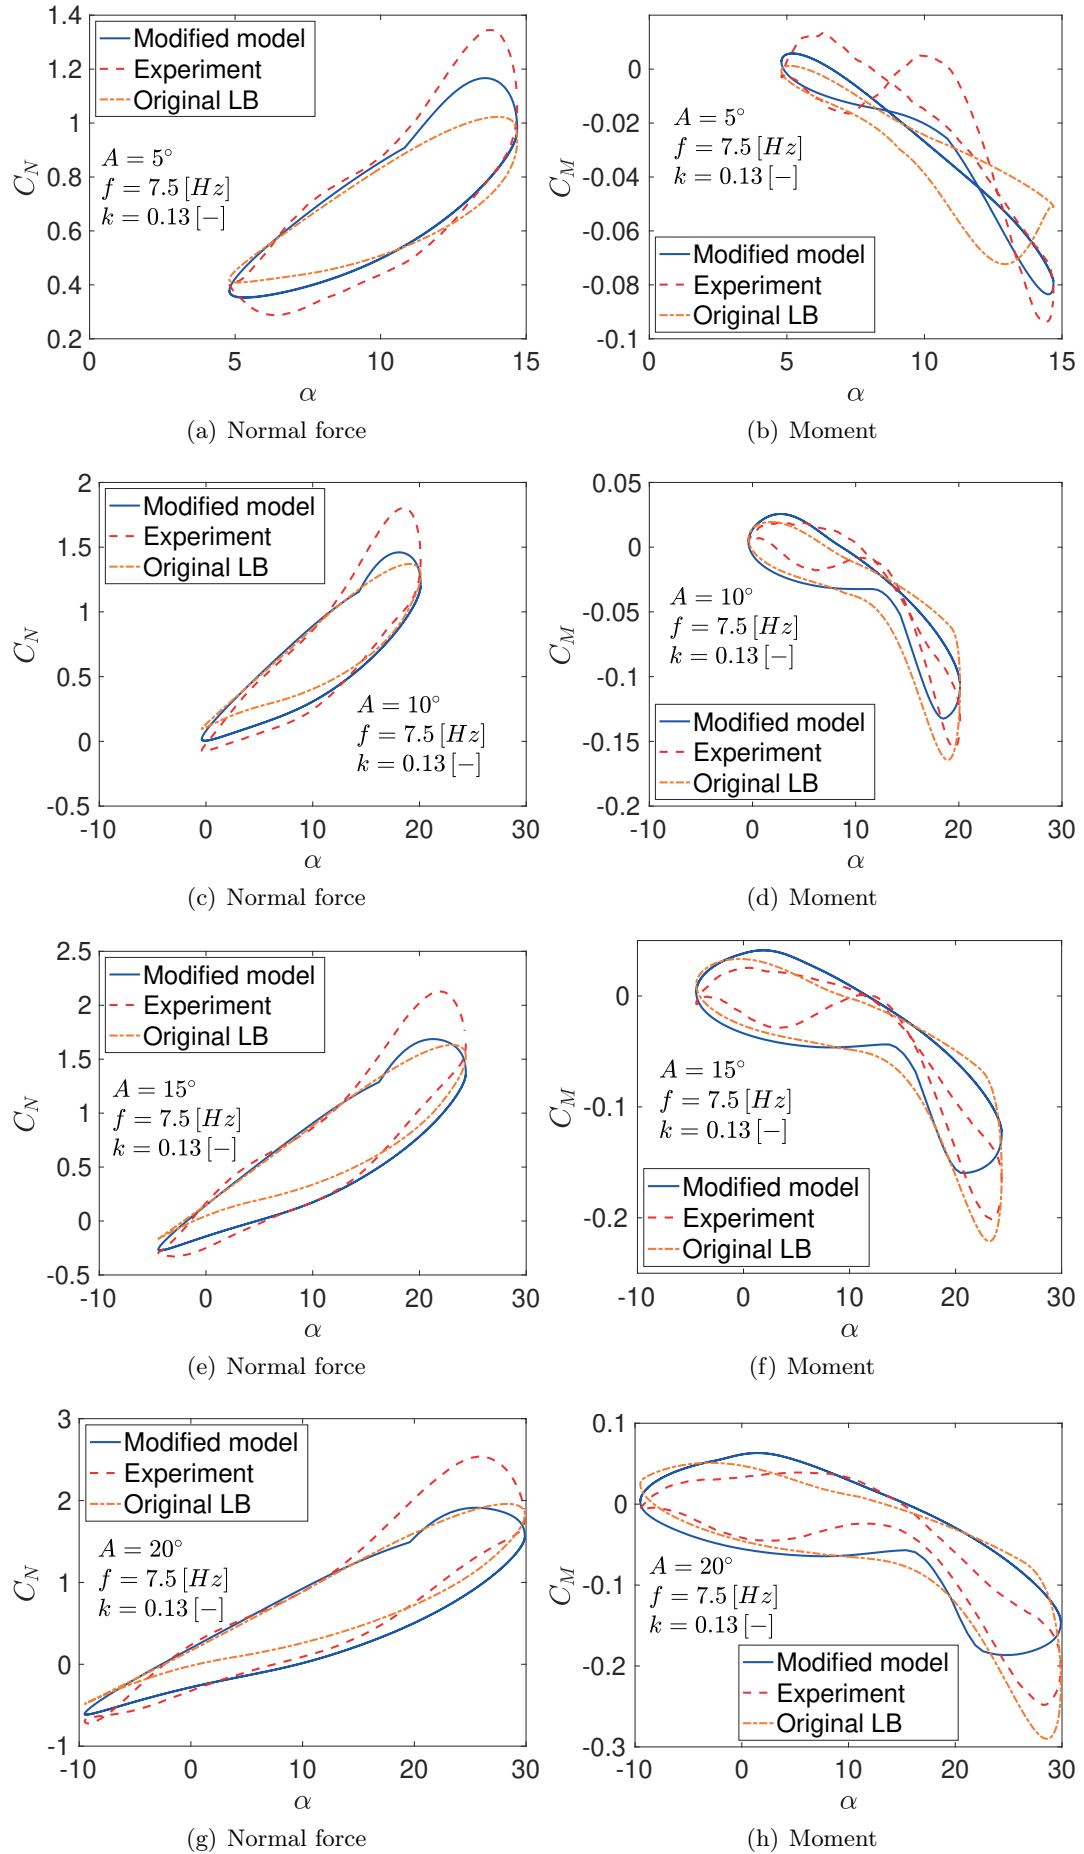 1.4
1.2
1
0.8
0.6
0.4
0.2
C_N
Modified model
Experiment
Original LB
A = 5°
f = 7.5 [Hz]
k = 0.13 [−]
0 5 10 15
α
(a) Normal force
0
-0.02
-0.04
-0.06
-0.08
-0.1
C_M
A = 5°
f = 7.5 [Hz]
k = 0.13 [−]
Modified model
Experiment
Original LB
0 5 10 15
α
(b) Moment
2
1.5
1
0.5
0
-0.5
C_N
Modified model
Experiment
Original LB
A = 10°
f = 7.5 [Hz]
k = 0.13 [−]
-10 0 10 20 30
α
(c) Normal force
0.05
0
-0.05
-0.1
-0.15
-0.2
C_M
A = 10°
f = 7.5 [Hz]
k = 0.13 [−]
Modified model
Experiment
Original LB
-10 0 10 20 30
α
(d) Moment
2.5
2
1.5
1
0.5
0
-0.5
C_N
Modified model
Experiment
Original LB
A = 15°
f = 7.5 [Hz]
k = 0.13 [−]
-10 0 10 20 30
α
(e) Normal force
0
-0.1
-0.2
C_M
A = 15°
f = 7.5 [Hz]
k = 0.13 [−]
Modified model
Experiment
Original LB
-10 0 10 20 30
α
(f) Moment
3
2
1
0
-1
C_N
Modified model
Experiment
Original LB
A = 20°
f = 7.5 [Hz]
k = 0.13 [−]
-10 0 10 20 30
α
(g) Normal force
0.1
0
-0.1
-0.2
-0.3
C_M
A = 20°
f = 7.5 [Hz]
k = 0.13 [−]
Modified model
Experiment
Original LB
-10 0 10 20 30
α
(h) Moment